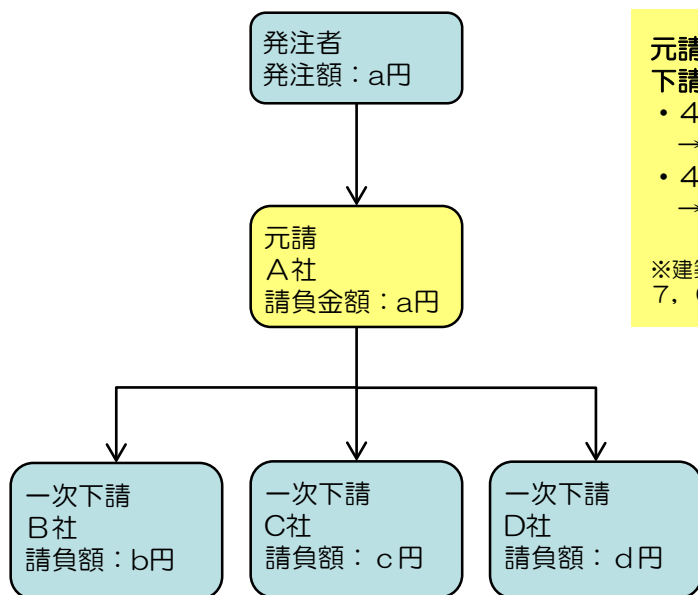 発注者
発注額：a円
元請
下請
・４
→
・４
→
※建築
７，
元請
Ａ社
請負金額：a円
一次下請
Ｂ社
請負額：b円
一次下請
C社
請負額：ｃ円
一次下請
D社
請負額：ｄ円